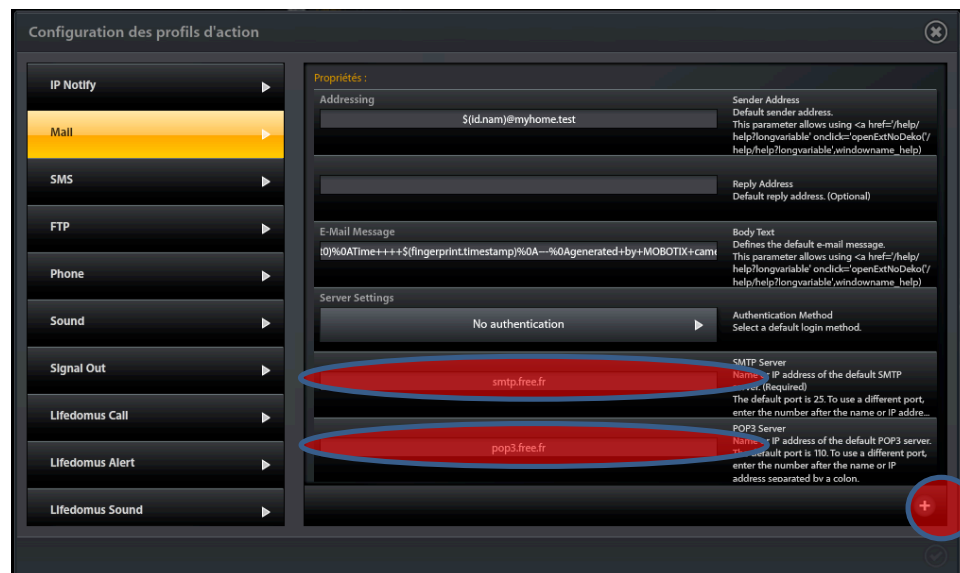 Configuration des profils d'action
IP Notify
Mail
SMS
FTP
Phone
Sound
Signal Out
Lifedomus Call
Lifedomus Alert
Lifedomus Sound
Propriétés :
Addressing
$(id.nam)@myhome.test
Sender Address
Default sender address.
This parameter allows using <a href='/help/
help?longvariable' onclick='openExtNoDeko('/
help/help?longvariable',windowname_help)
Reply Address
Default reply address. (Optional)
E-Mail Message
:0)%0ATime++++$(fingerprint.timestamp)%0A---%0Agenerated+by+MOBOTIX+came
Body Text
Defines the default e-mail message.
This parameter allows using <a href='/help/
help?longvariable' onclick='openExtNoDeko('/
help/help?longvariable',windowname_help)
Server Settings
No authentication
Authentication Method
Select a default login method.
smtp.free.fr
SMTP Server
Name or IP address of the default SMTP
server. (Required)
The default port is 25. To use a different port,
enter the number after the name or IP addre...
pop3.free.fr
POP3 Server
Name or IP address of the default POP3 server.
The default port is 110. To use a different port,
enter the number after the name or IP
address separated by a colon.